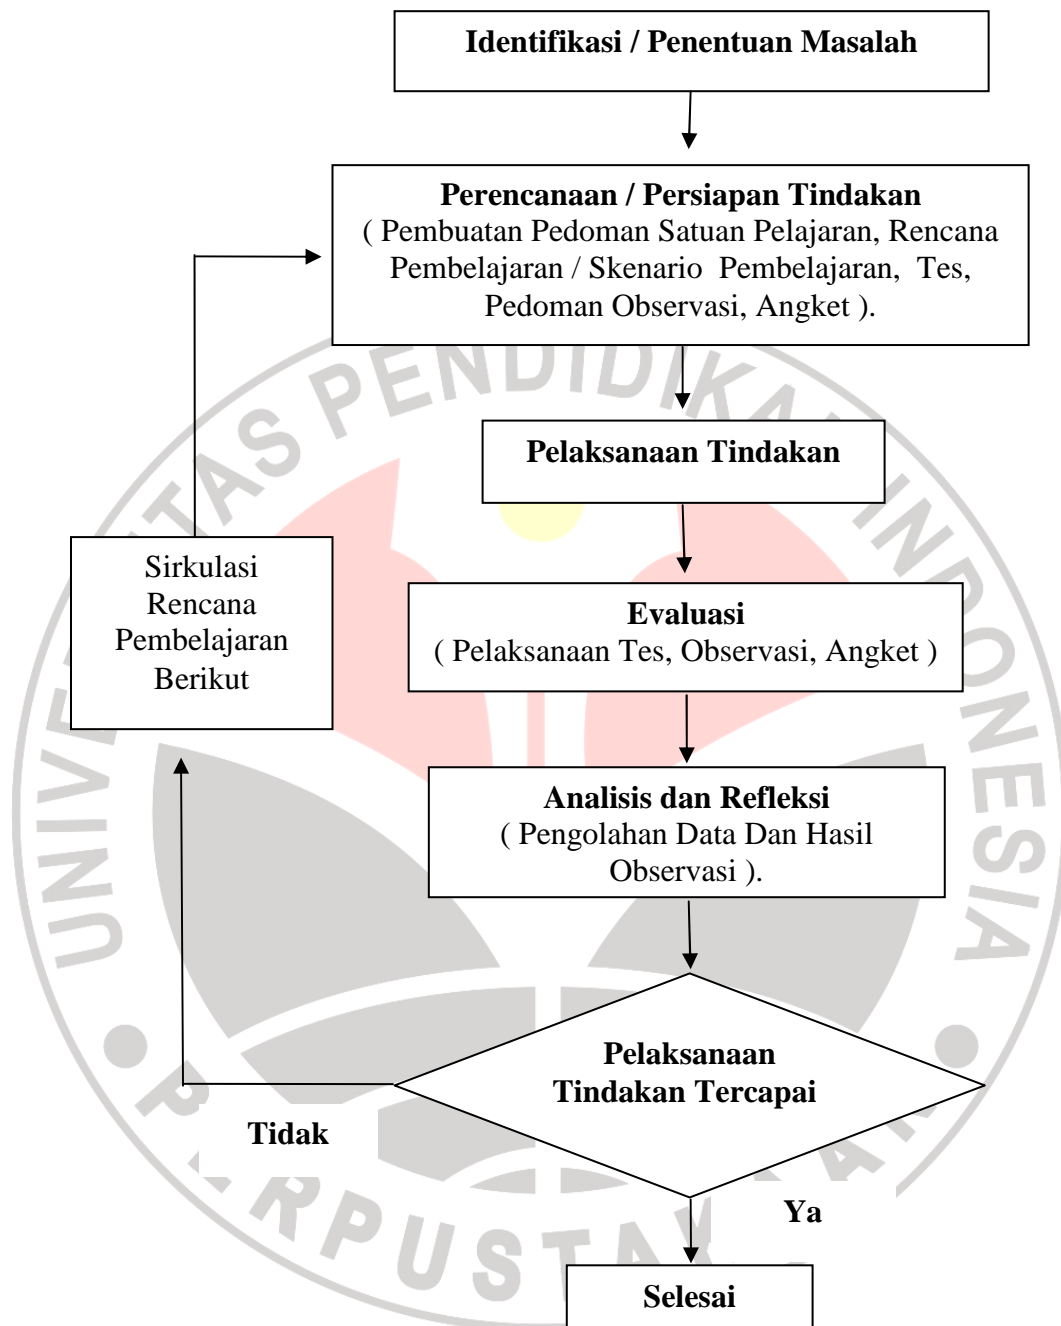 Identifikasi / Penentuan Masalah
Perencanaan / Persiapan Tindakan
( Pembuatan Pedoman Satuan Pelajaran, Rencana
Pembelajaran / Skenario Pembelajaran, Tes,
Pedoman Observasi, Angket ).
Pelaksanaan Tindakan
Sirkulasi
Rencana
Pembelajaran
Berikut
Evaluasi
( Pelaksanaan Tes, Observasi, Angket )
Analisis dan Refleksi
( Pengolahan Data Dan Hasil
Observasi ).
Pelaksanaan
Tindakan Tercapai
Tidak
Ya
Selesai
PENDIDIKAN INDONESIA